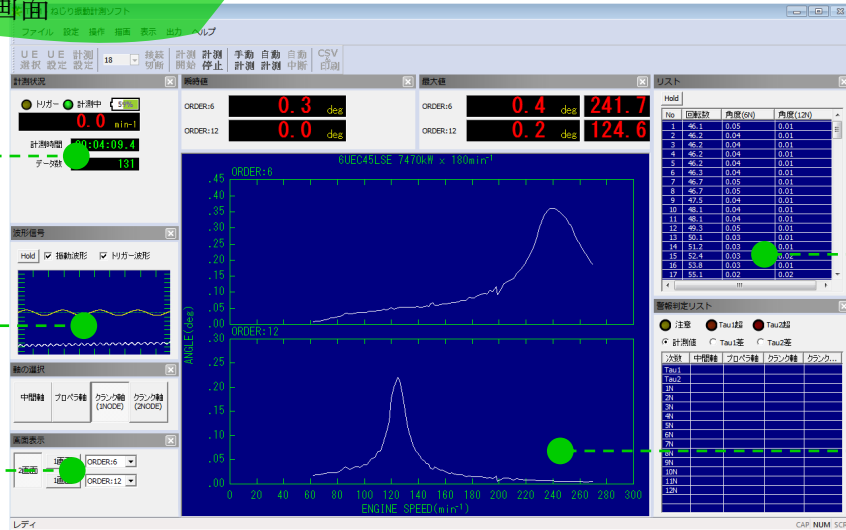 画面
ねじり振動計測ソフト
ファイル 設定 操作 描画 表示 出力 ヘルプ
UE 選択 UE 設定 計測 設定 18 接続 切断 計測 開始 計測 停止 手動 計測 自動 計測 自動 中断 CSV 印刷
計測状況
トリガー 計測中 59%
0.0 min-1
計測時間 00:04:09.4
データ数 131
瞬時値
ORDER:6 0.3 deg
ORDER:12 0.0 deg
最大値
ORDER:6 0.4 deg 241.7
ORDER:12 0.2 deg 124.6
リスト
Hold
No 回転数 角度(6N) 角度(12N)
1 46.1 0.05 0.01
2 46.2 0.04 0.01
3 46.2 0.04 0.01
4 46.2 0.04 0.01
5 46.2 0.04 0.01
6 46.3 0.04 0.01
7 46.7 0.05 0.01
8 46.7 0.05 0.01
9 47.5 0.04 0.01
10 48.1 0.04 0.01
11 48.1 0.04 0.01
12 49.3 0.05 0.01
13 50.1 0.03 0.01
14 51.2 0.03 0.01
15 52.4 0.03 0.02
16 53.8 0.03 0.01
17 55.1 0.02 0.02
波形信号
Hold 振動波形 トリガー波形
軸の選択
中間軸 プロペラ軸 クランク軸 (1NODE) クランク軸 (2NODE)
画面表示
2画面
1画面 ORDER:6
1画面 ORDER:12
6UEC45LSE 7470kW × 180min⁻¹
ORDER:6
.45
.40
.35
.30
.25
.20
.15
.10
.05
.00
ORDER:12
.30
.25
.20
.15
.10
.05
.00
ANGLE(deg)
0 20 40 60 80 100 120 140 160 180 200 220 240 260 280 300
ENGINE SPEED(min⁻¹)
警報判定リスト
注意 Tau1超 Tau2超
計測値 Tau1差 Tau2差
次数 中間軸 プロペラ軸 クランク軸 クランク...
Tau1
Tau2
1N
2N
3N
4N
5N
6N
7N
8N
9N
10N
11N
12N
レディ
CAP NUM SCR